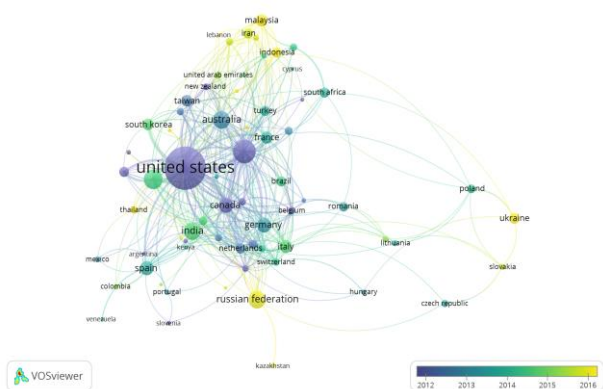 malaysia
lebanon
iran
indonesia
cyprus
united arab emirates
new zealand
south africa
taiwan
turkey
south korea
australia
france
united states
brazil
poland
thailand
canada
belgium
romania
ukraine
india
germany
kenya
netherlands
italy
lithuania
mexico
argentina
switzerland
spain
slovakia
colombia
portugal
hungary
russian federation
czech republic
venezuela
slovenia
kazakhstan
VOSviewer
2012 2013 2014 2015 2016